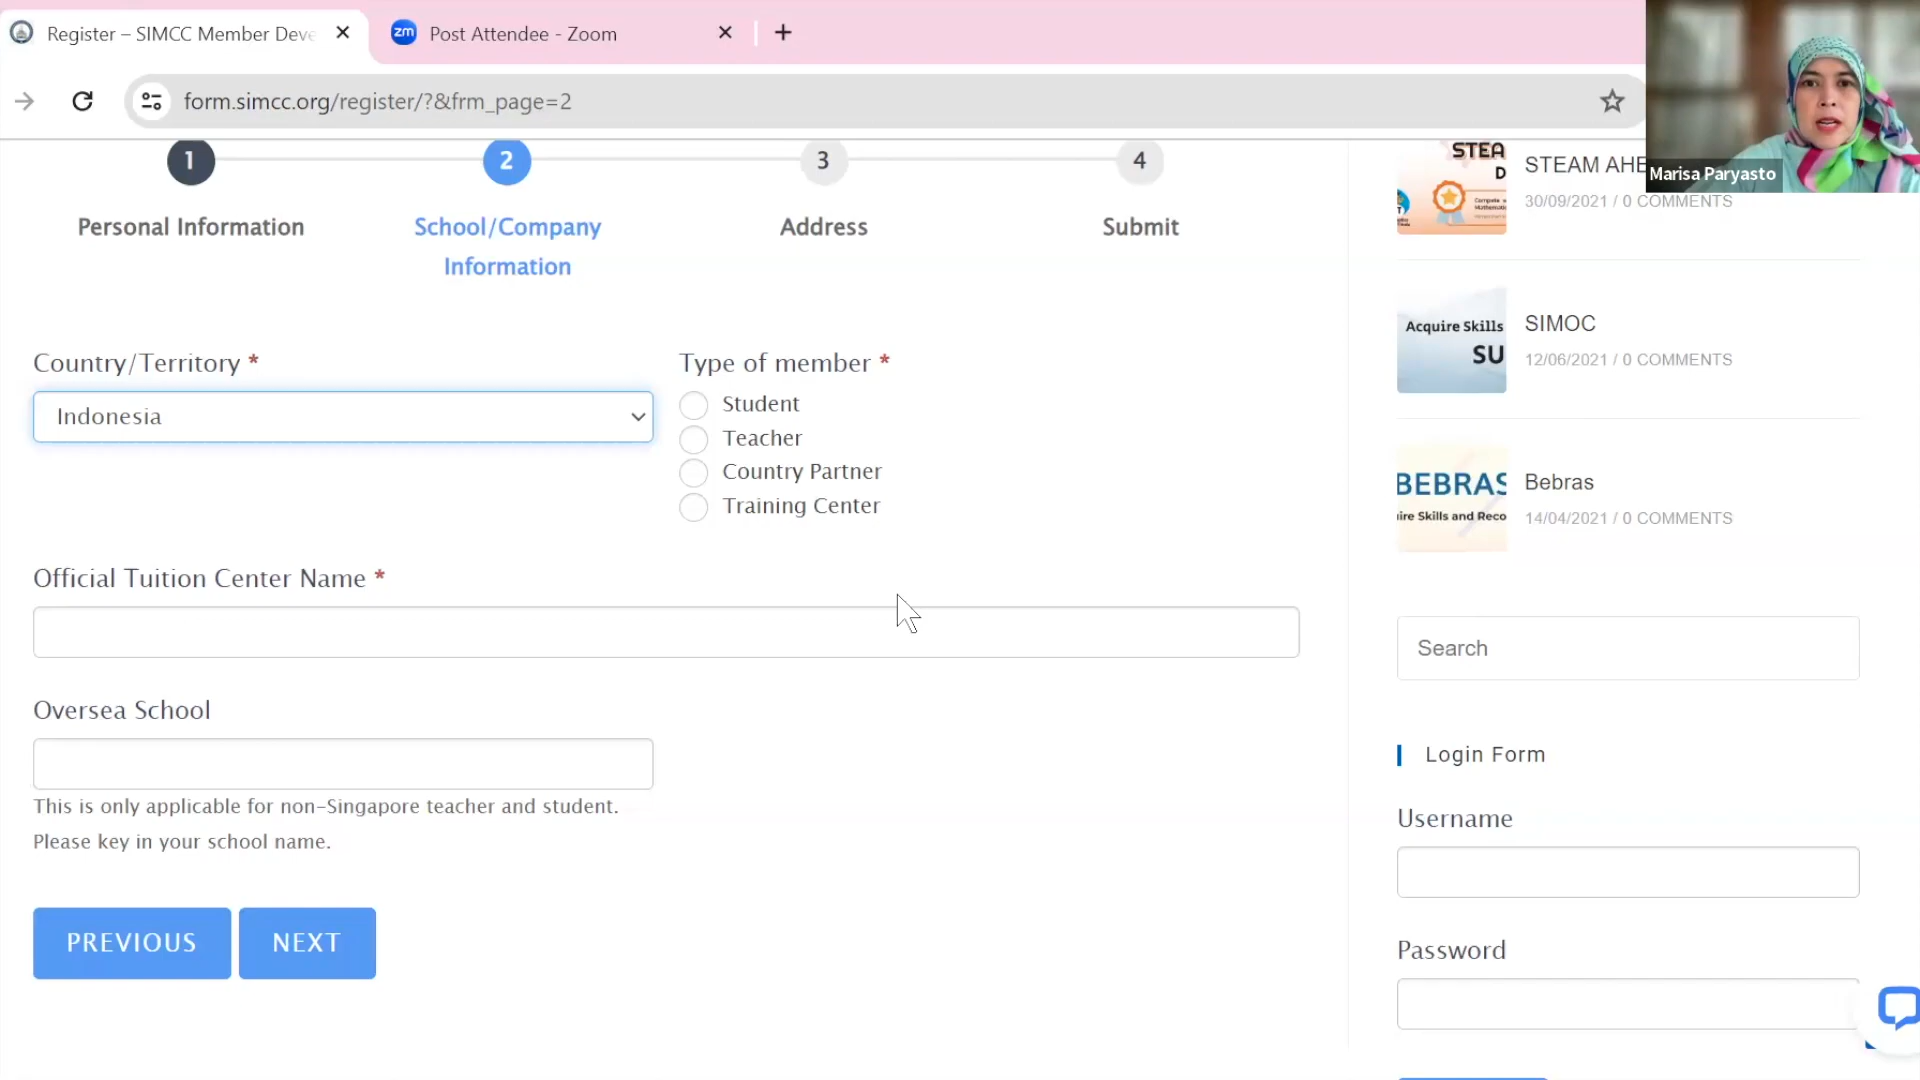 Register – SIMCC Member Deve
zm
Post Attendee - Zoom
form.simcc.org/register/?&frm_page=2
Marisa Paryasto
1
2
3
4
Personal Information
School/Company
Information
Address
Submit
Country/Territory *
Indonesia
Type of member *
Student
Teacher
Country Partner
Training Center
Official Tuition Center Name *
Oversea School
This is only applicable for non-Singapore teacher and student.
Please key in your school name.
PREVIOUS
NEXT
STEA
D
STEAM AHE
30/09/2021 / 0 COMMENTS
Acquire Skills
SU
SIMOC
12/06/2021 / 0 COMMENTS
BEBRAS
ire Skills and Reco
Bebras
14/04/2021 / 0 COMMENTS
Search
Login Form
Username
Password